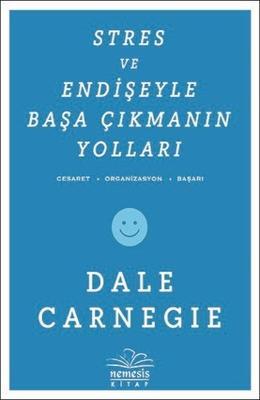 STRES
VE
ENDİŞEYLE
BAŞA ÇIKMANIN
YOLLARI
CESARET • ORGANİZASYON • BAŞARI
DALE
CARNEGIE
nemesis
KİTAP